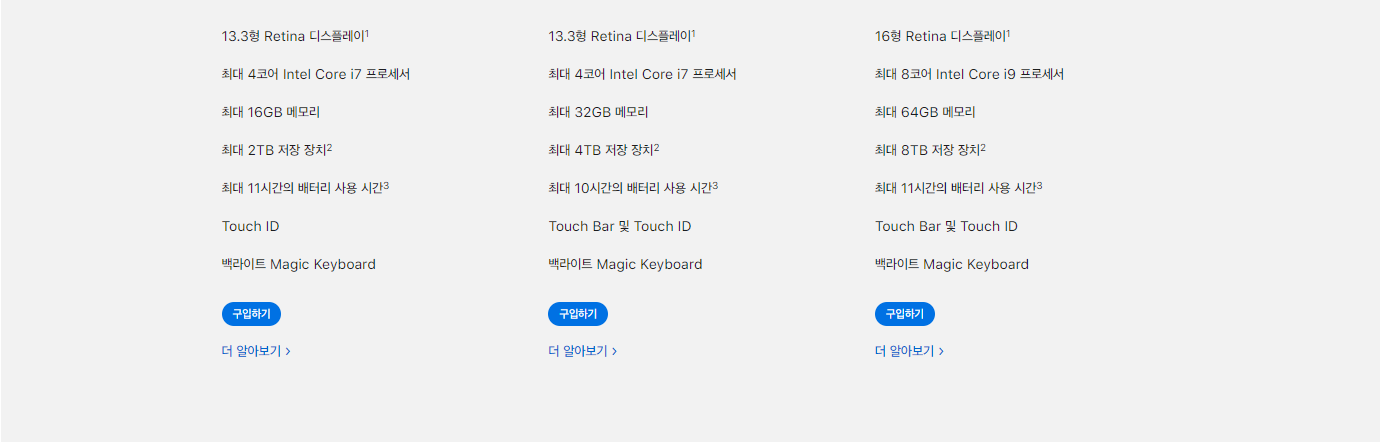 13.3형 Retina 디스플레이1
최대 4코어 Intel Core i7 프로세서
최대 16GB 메모리
최대 2TB 저장 장치2
최대 11시간의 배터리 사용 시간3
Touch ID
백라이트 Magic Keyboard
구입하기
더 알아보기 >
13.3형 Retina 디스플레이1
최대 4코어 Intel Core i7 프로세서
최대 32GB 메모리
최대 4TB 저장 장치2
최대 10시간의 배터리 사용 시간3
Touch Bar 및 Touch ID
백라이트 Magic Keyboard
구입하기
더 알아보기 >
16형 Retina 디스플레이1
최대 8코어 Intel Core i9 프로세서
최대 64GB 메모리
최대 8TB 저장 장치2
최대 11시간의 배터리 사용 시간3
Touch Bar 및 Touch ID
백라이트 Magic Keyboard
구입하기
더 알아보기 >